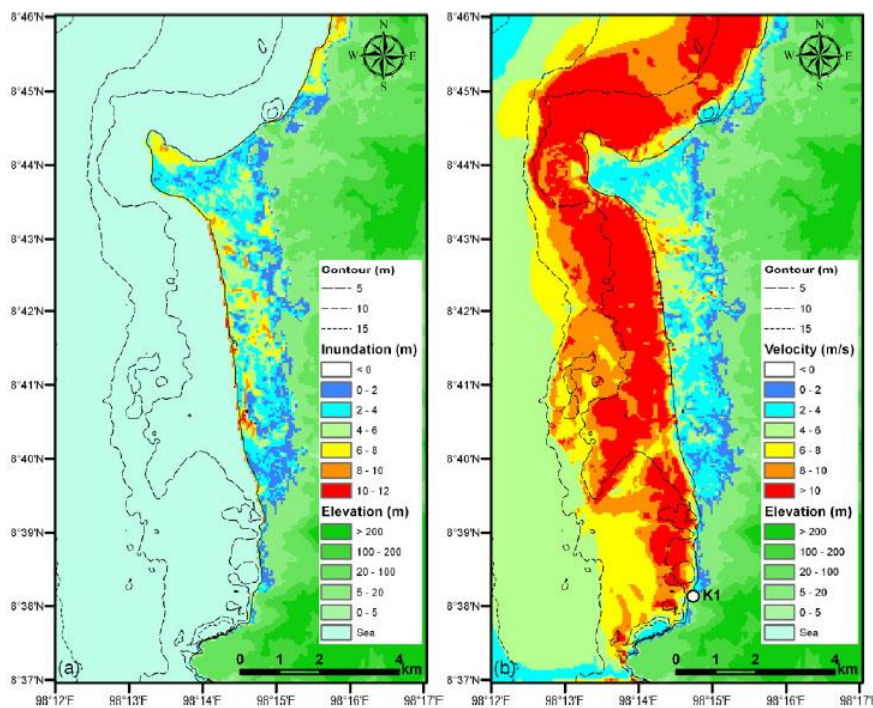 8°46'N
8°45'N
8°44'N
8°43'N
8°42'N
8°41'N
8°40'N
8°39'N
8°38'N
8°37'N
98°12'E 98°13'E 98°14'E 98°15'E 98°16'E 98°17'E
N
W E
S
Contour (m)
5
10
15
Inundation (m)
< 0
0 - 2
2 - 4
4 - 6
6 - 8
8 - 10
10 - 12
Elevation (m)
> 200
100 - 200
20 - 100
5 - 20
0 - 5
Sea
(a)
0 1 2 4
km
8°46'N
8°45'N
8°44'N
8°43'N
8°42'N
8°41'N
8°40'N
8°39'N
8°38'N
8°37'N
98°12'E 98°13'E 98°14'E 98°15'E 98°16'E 98°17'E
N
W E
S
Contour (m)
5
10
15
Velocity (m/s)
< 0
0 - 2
2 - 4
4 - 6
6 - 8
8 - 10
> 10
Elevation (m)
> 200
100 - 200
20 - 100
5 - 20
0 - 5
Sea
K1
(b)
0 1 2 4
km